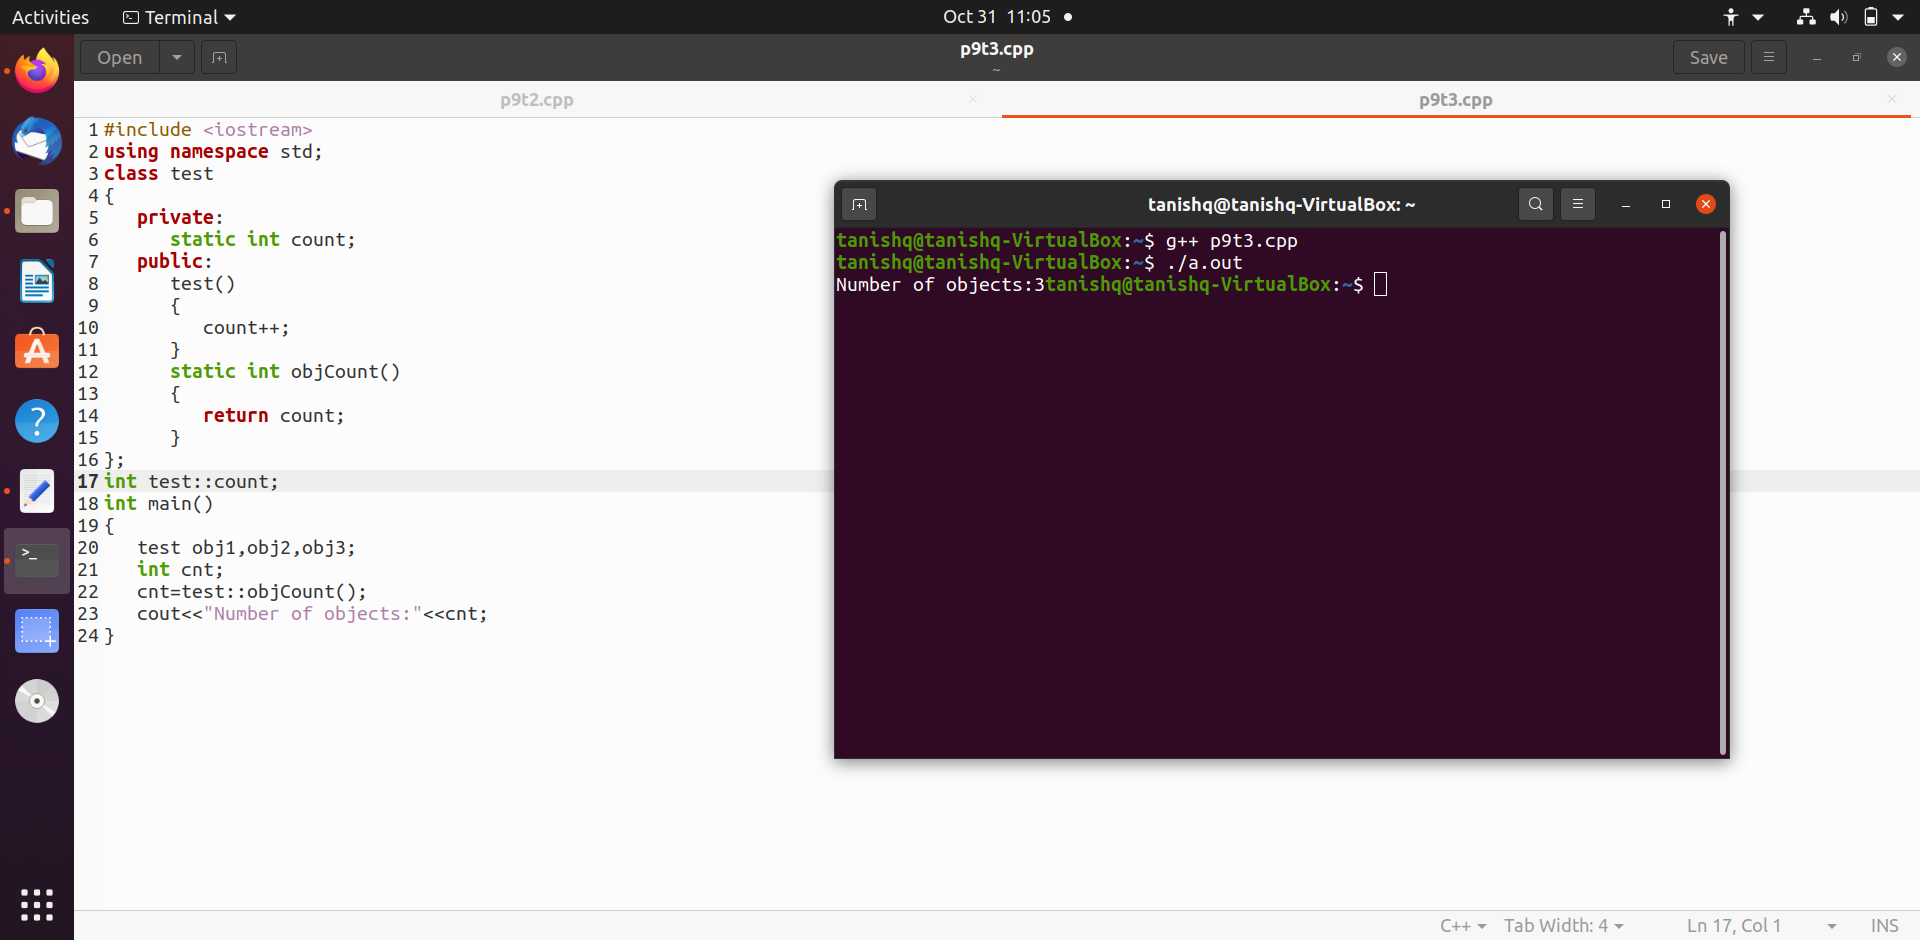 Activities Terminal Oct 31 11:05
Open p9t3.cpp Save
~
p9t2.cpp p9t3.cpp
1 #include <iostream>
2 using namespace std;
3 class test
4 {
5    private:
6       static int count;
7    public:
8       test()
9       {
10         count++;
11      }
12      static int objCount()
13      {
14         return count;
15      }
16 };
17 int test::count;
18 int main()
19 {
20    test obj1,obj2,obj3;
21    int cnt;
22    cnt=test::objCount();
23    cout<<"Number of objects:"<<cnt;
24 }
tanishq@tanishq-VirtualBox: ~
tanishq@tanishq-VirtualBox:~$ g++ p9t3.cpp
tanishq@tanishq-VirtualBox:~$ ./a.out
Number of objects:3tanishq@tanishq-VirtualBox:~$
C++ Tab Width: 4 Ln 17, Col 1 INS